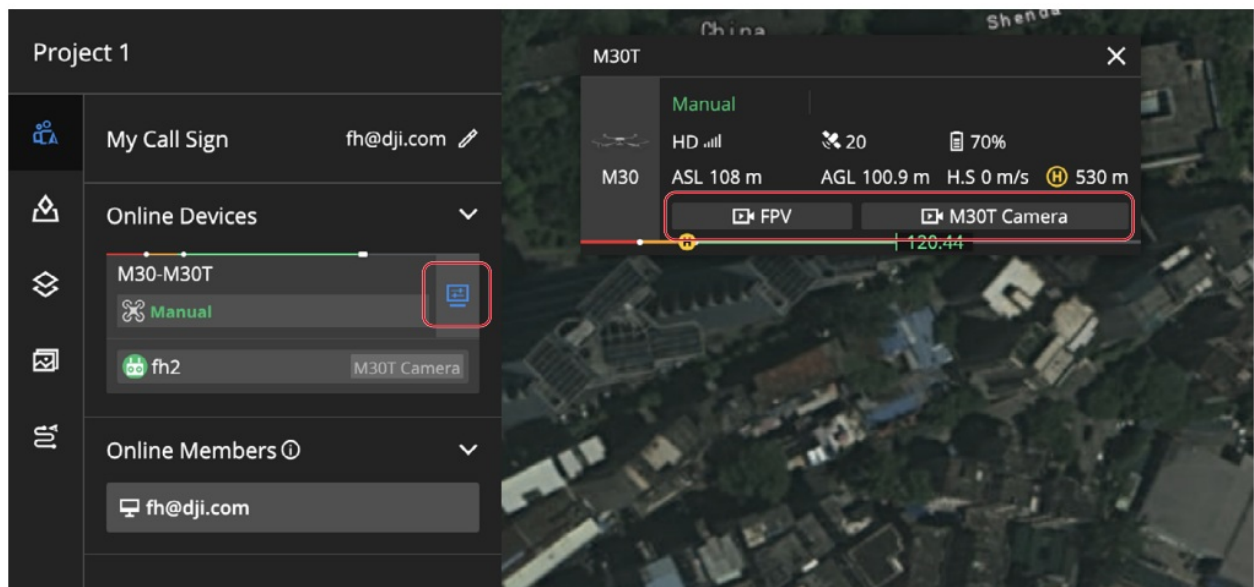 Project 1
My Call Sign fh@dji.com
Online Devices
M30-M30T
Manual
fh2 M30T Camera
Online Members
fh@dji.com
China
M30T
Manual
HD 20 70%
M30 ASL 108 m AGL 100.9 m H.S 0 m/s H 530 m
FPV M30T Camera
H 120.44